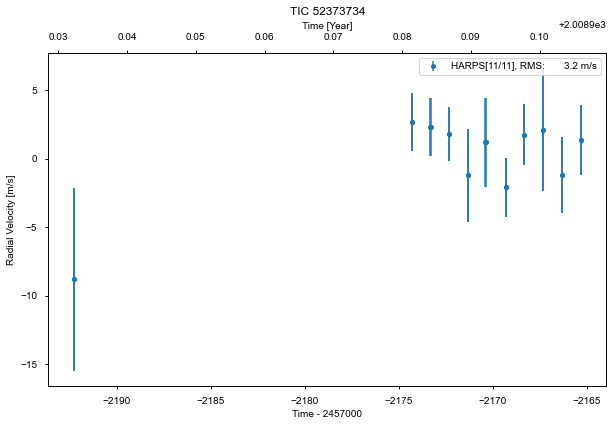 TIC 52373734
Time [Year]
+2.0089e3
0.03 0.04 0.05 0.06 0.07 0.08 0.09 0.10
HARPS[11/11], RMS: 3.2 m/s
Radial Velocity [m/s]
5
0
−5
−10
−15
−2190 −2185 −2180 −2175 −2170 −2165
Time - 2457000